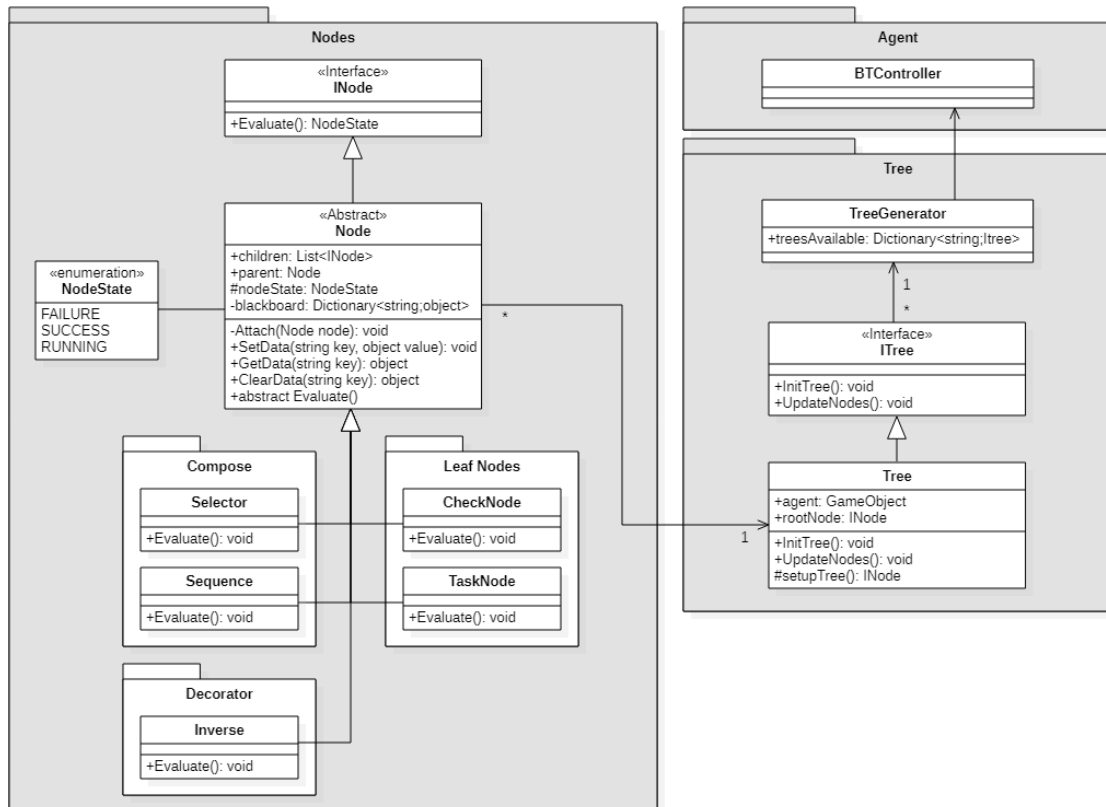 Nodes
«Interface»
INode
+Evaluate(): NodeState
«Abstract»
Node
+children: List<INode>
+parent: Node
#nodeState: NodeState
-blackboard: Dictionary<string;object>
-Attach(Node node): void
+SetData(string key, object value): void
+GetData(string key): object
+ClearData(string key): object
+abstract Evaluate()
«enumeration»
NodeState
FAILURE
SUCCESS
RUNNING
Compose
Selector
+Evaluate(): void
Sequence
+Evaluate(): void
Leaf Nodes
CheckNode
+Evaluate(): void
TaskNode
+Evaluate(): void
Decorator
Inverse
+Evaluate(): void
*
1
Agent
BTController
Tree
TreeGenerator
+treesAvailable: Dictionary<string;Itree>
1
*
«Interface»
ITree
+InitTree(): void
+UpdateNodes(): void
Tree
+agent: GameObject
+rootNode: INode
+InitTree(): void
+UpdateNodes(): void
#setupTree(): INode